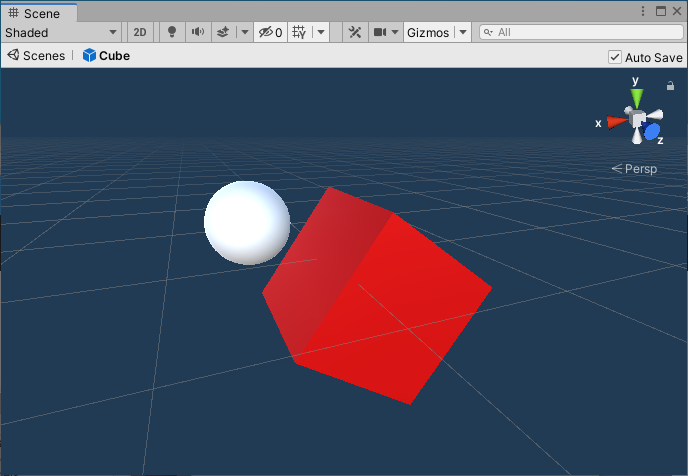 Scene
Shaded 2D 0 Gizmos All
Scenes Cube Auto Save
y
x
z
Persp